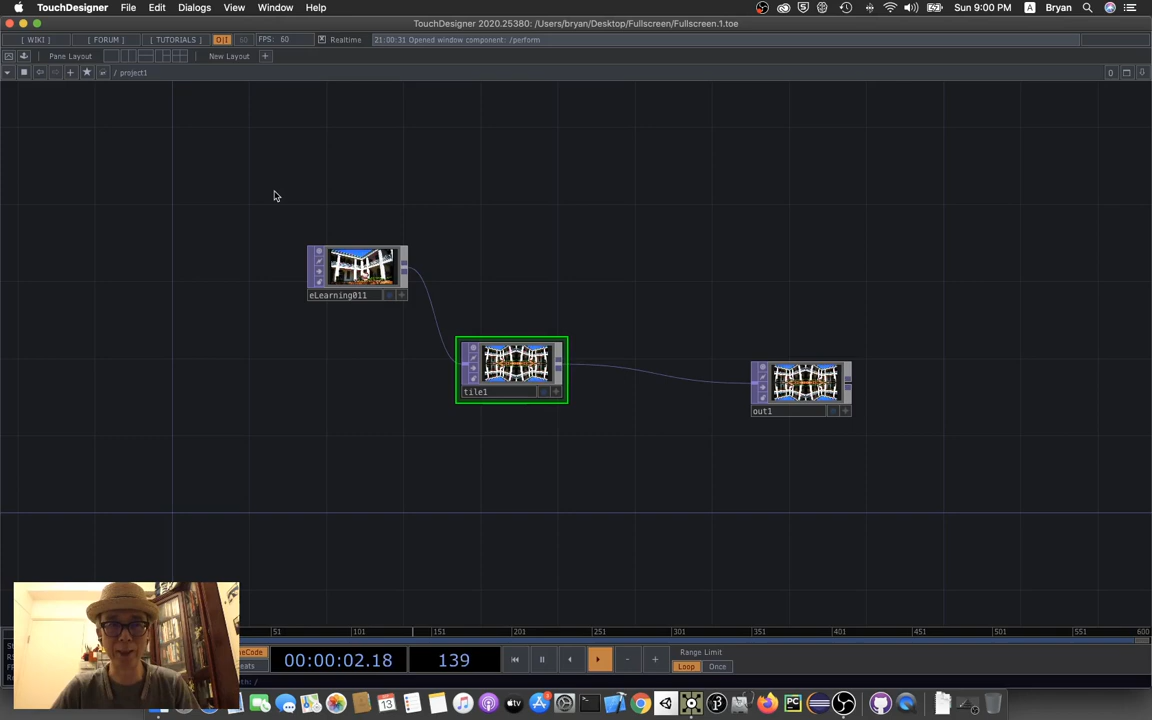 TouchDesigner File Edit Dialogs View Window Help Sun 9:00 PM A Bryan
TouchDesigner 2020.25380: /Users/bryan/Desktop/Fullscreen/Fullscreen.1.toe
[ WIKI ] [ FORUM ] [ TUTORIALS ] O|[ 60 FPS: 60 Realtime 21:00:31 Opened window component: /perform
Pane Layout New Layout +
/ project1 0
eLearning011
tile1
out1
51 101 151 201 251 301 351 401 451 501 551 600
00:00:02.18 139 Range Limit
Loop Once